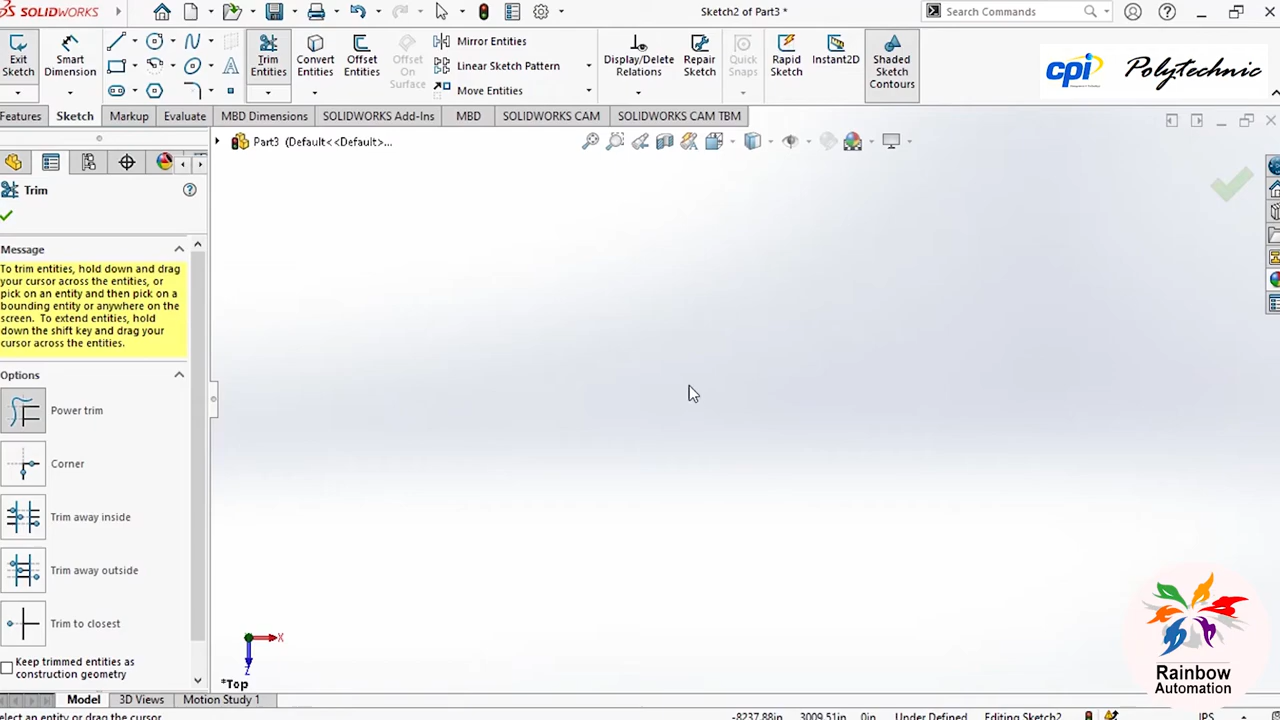 SOLIDWORKS
Sketch2 of Part3 *
Search Commands
Exit Sketch
Smart Dimension
Trim Entities
Convert Entities
Offset Entities
Offset On Surface
Mirror Entities
Linear Sketch Pattern
Move Entities
Display/Delete Relations
Repair Sketch
Quick Snaps
Rapid Sketch
Instant2D
Shaded Sketch Contours
cpi Polytechnic
Features
Sketch
Markup
Evaluate
MBD Dimensions
SOLIDWORKS Add-Ins
MBD
SOLIDWORKS CAM
SOLIDWORKS CAM TBM
Part3 (Default<<Default>...
Trim
Message
To trim entities, hold down and drag
your cursor across the entities, or
pick on an entity and then pick on a
bounding entity or anywhere on the
screen. To extend entities, hold
down the shift key and drag your
cursor across the entities.
Options
Power trim
Corner
Trim away inside
Trim away outside
Trim to closest
Keep trimmed entities as
construction geometry
X
Z
*Top
Rainbow
Automation
Model
3D Views
Motion Study 1
elect an entity or drag the cursor
-8237.88in
3009.51in
0in
Under Defined
Editing Sketch2
IPS